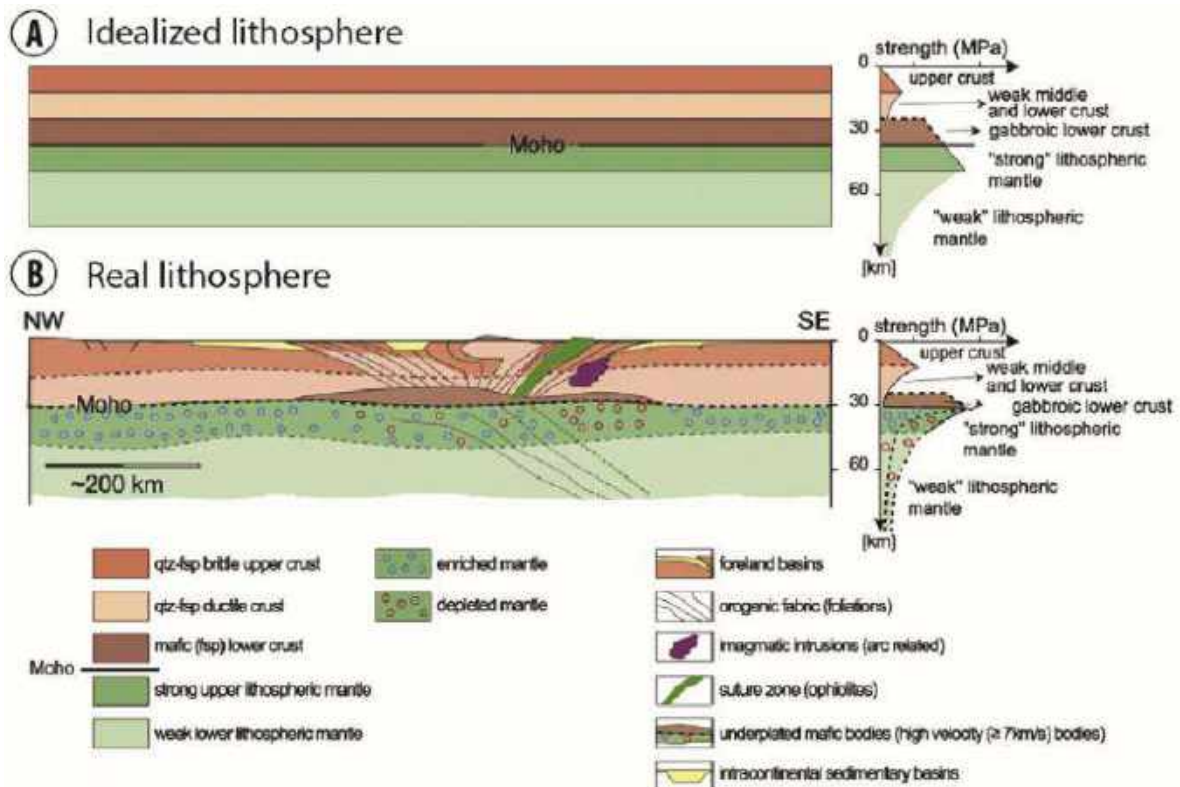 A Idealized lithosphere
strength (MPa)
0
upper crust
weak middle
and lower crust
gabbroic lower crust
30
Moho
"strong" lithospheric
mantle
60
"weak" lithospheric
mantle
[km]
B Real lithosphere
NW
SE
strength (MPa)
0
upper crust
weak middle
and lower crust
Moho
30
gabbroic lower crust
"strong" lithospheric
mantle
~200 km
60
"weak" lithospheric
mantle
[km]
qtz-fsp brittle upper crust
qtz-fsp ductile crust
mafic (fsp) lower crust
Moho
strong upper lithospheric mantle
weak lower lithospheric mantle
enriched mantle
depleted mantle
foreland basins
orogenic fabric (foliations)
magmatic intrusions (arc related)
suture zone (ophiolites)
underplated mafic bodies (high velocity (≥ 7km/s) bodies)
intracontinental sedimentary basins